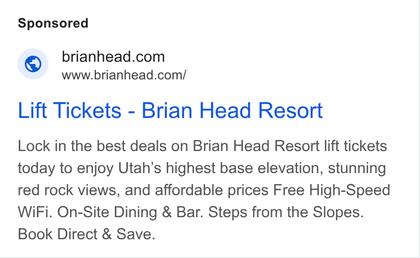 Sponsored
brianhead.com
www.brianhead.com/
Lift Tickets - Brian Head Resort
Lock in the best deals on Brian Head Resort lift tickets
today to enjoy Utah’s highest base elevation, stunning
red rock views, and affordable prices Free High-Speed
WiFi. On-Site Dining & Bar. Steps from the Slopes.
Book Direct & Save.